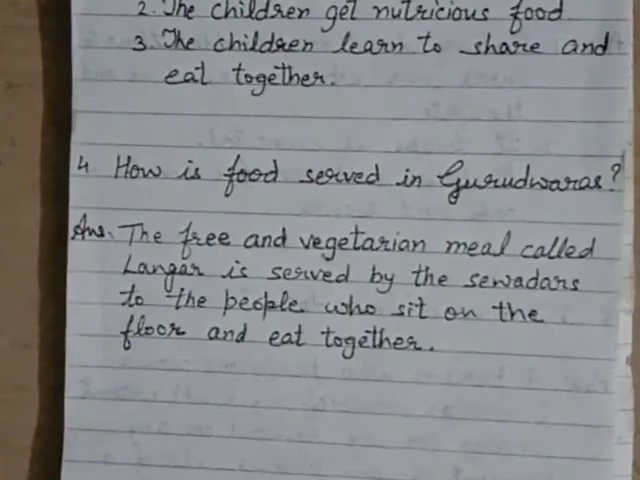 2. The children get nutricious food
3. The children learn to share and
eat together.
4 How is food served in Gurudwaras?
Ans. The free and vegetarian meal called
Langar is served by the sewadars
to the people who sit on the
floor and eat together.